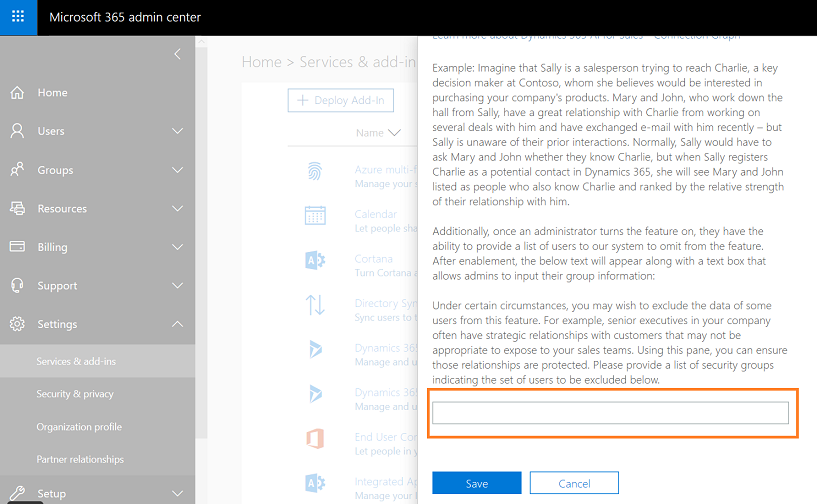 Microsoft 365 admin center
Home
Users
Groups
Resources
Billing
Support
Settings
Services & add-ins
Security & privacy
Organization profile
Partner relationships
Setup
Home > Services & add-in
Deploy Add-In
Name
Azure multi-f
Manage your
Calendar
Let people sha
Cortana
Turn Cortana
Directory Syn
Sync users to t
Dynamics 365
Manage and u
Dynamics 365
Manage and u
End User Con
Let people in y
Integrated Ap
Manage your
Learn more about Dynamics 365 AI for Sales – Connection Graph
Example: Imagine that Sally is a salesperson trying to reach Charlie, a key
decision maker at Contoso, whom she believes would be interested in
purchasing your company's products. Mary and John, who work down the
hall from Sally, have a great relationship with Charlie from working on
several deals with him and have exchanged e-mail with him recently – but
Sally is unaware of their prior interactions. Normally, Sally would have to
ask Mary and John whether they know Charlie, but when Sally registers
Charlie as a potential contact in Dynamics 365, she will see Mary and John
listed as people who also know Charlie and ranked by the relative strength
of their relationship with him.
Additionally, once an administrator turns the feature on, they have the
ability to provide a list of users to our system to omit from the feature.
After enablement, the below text will appear along with a text box that
allows admins to input their group information:
Under certain circumstances, you may wish to exclude the data of some
users from this feature. For example, senior executives in your company
often have strategic relationships with customers that may not be
appropriate to expose to your sales teams. Using this pane, you can ensure
those relationships are protected. Please provide a list of security groups
indicating the set of users to be excluded below.
Save
Cancel